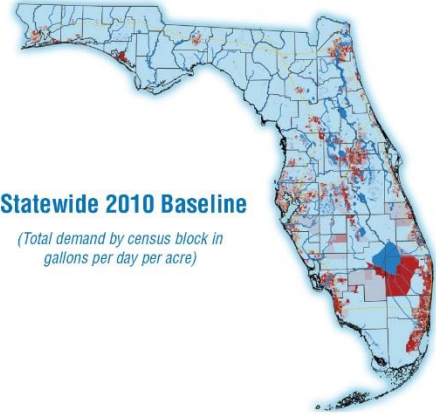 Statewide 2010 Baseline
(Total demand by census block in
gallons per day per acre)